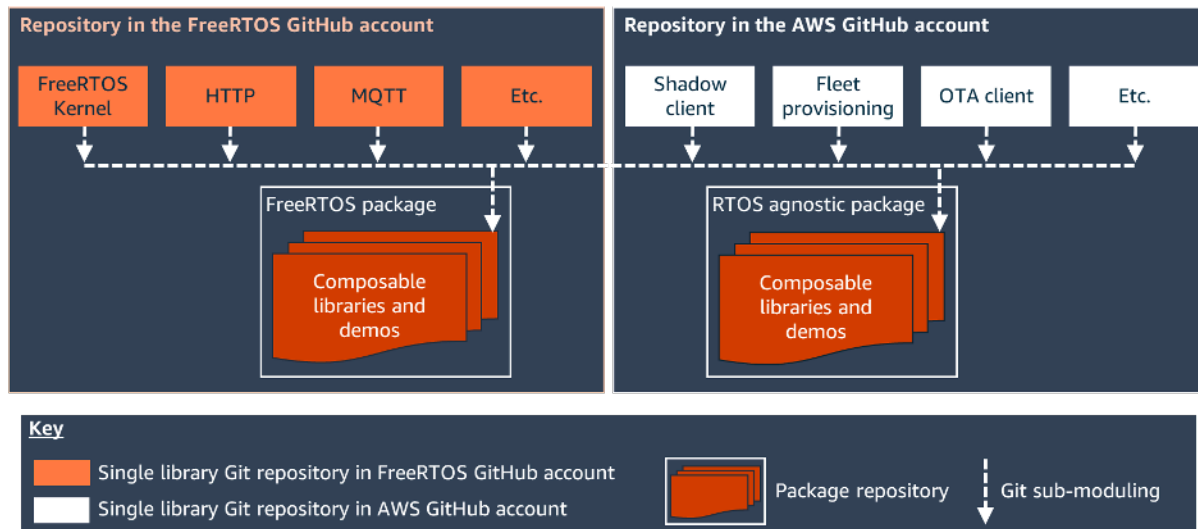 Repository in the FreeRTOS GitHub account
FreeRTOS
Kernel
HTTP
MQTT
Etc.
FreeRTOS package
Composable
libraries and
demos
Repository in the AWS GitHub account
Shadow
client
Fleet
provisioning
OTA client
Etc.
RTOS agnostic package
Composable
libraries and
demos
Key
Single library Git repository in FreeRTOS GitHub account
Single library Git repository in AWS GitHub account
Package repository
Git sub-moduling